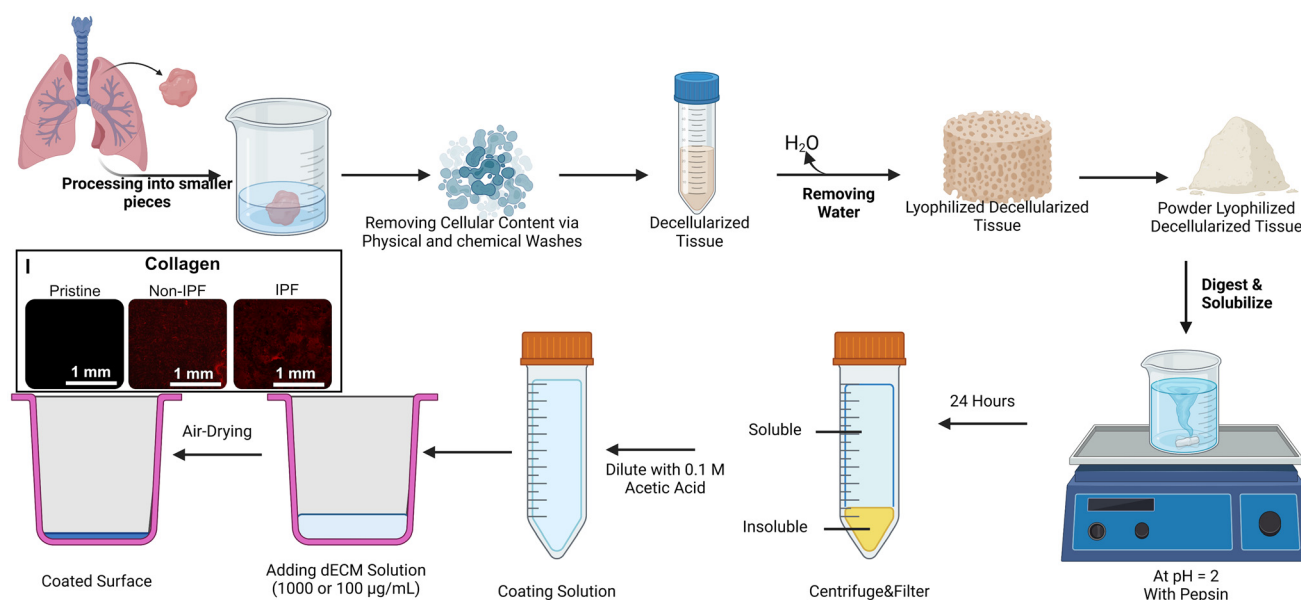 Processing into smaller
pieces
Removing Cellular Content via
Physical and chemical Washes
Decellularized
Tissue
H₂O
Removing
Water
Lyophilized Decellularized
Tissue
Powder Lyophilized
Decellularized Tissue
Digest &
Solubilize
At pH = 2
With Pepsin
24 Hours
Soluble
Insoluble
Centrifuge&Filter
Dilute with 0.1 M
Acetic Acid
Coating Solution
Adding dECM Solution
(1000 or 100 µg/mL)
Air-Drying
Coated Surface
I
Collagen
Pristine
Non-IPF
IPF
1 mm
1 mm
1 mm